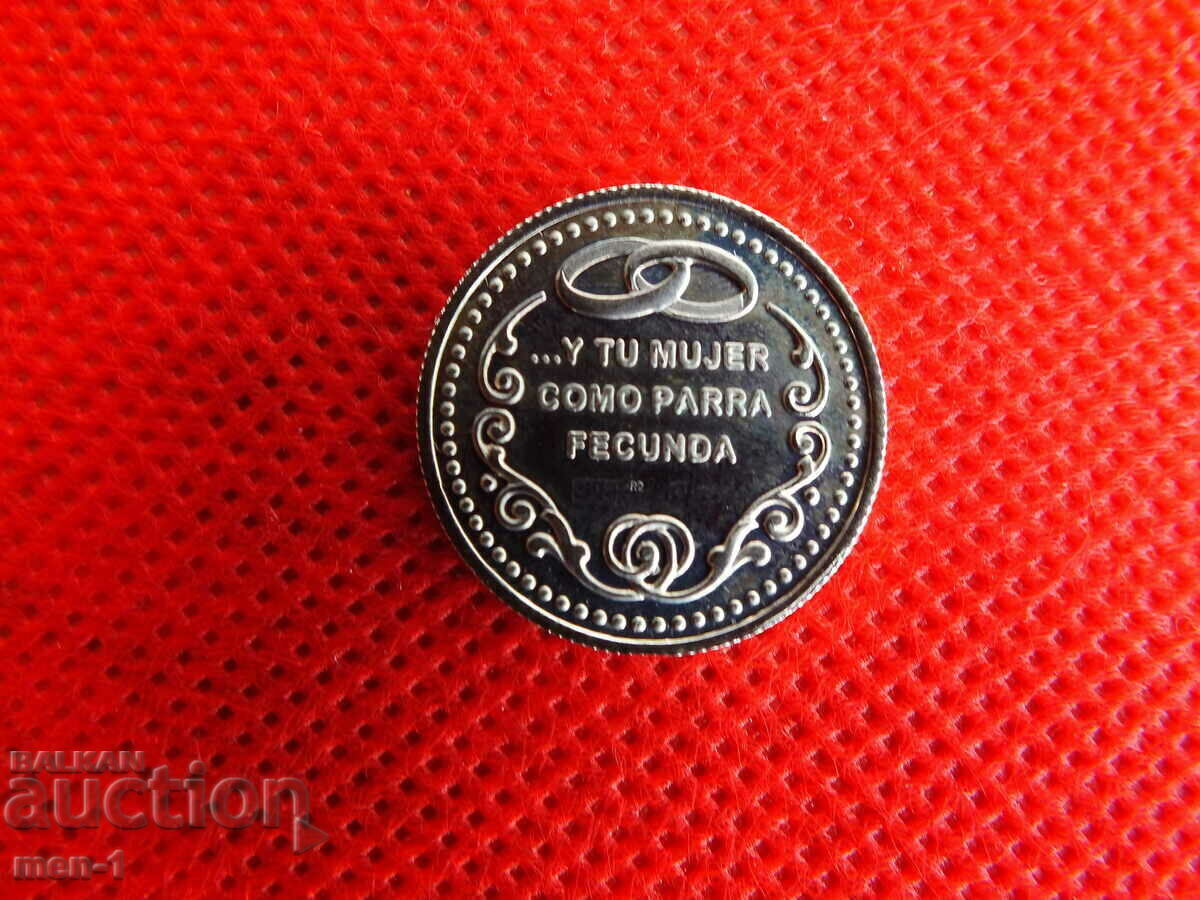 ...Y TU MUJER
COMO PARRA
FECUNDA
BALKAN
auction
men-1